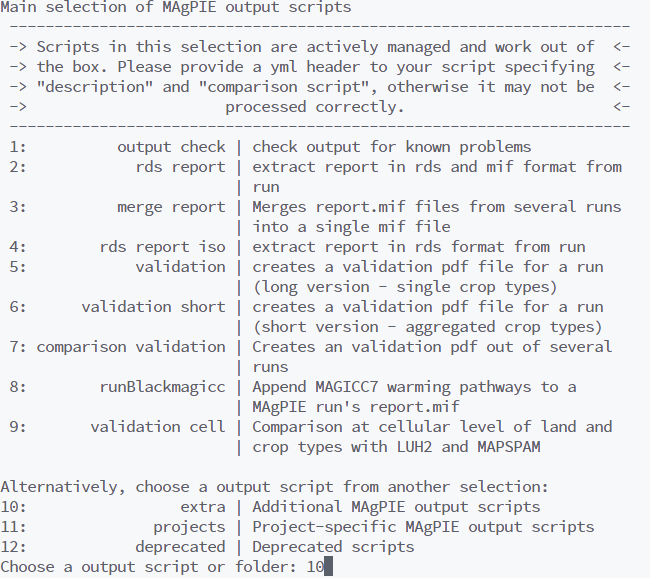 Main selection of MAgPIE output scripts
---------------------------------------------------------------------
-> Scripts in this selection are actively managed and work out of <-
-> the box. Please provide a yml header to your script specifying <-
-> "description" and "comparison script", otherwise it may not be <-
-> processed correctly. <-
---------------------------------------------------------------------
1: output check | check output for known problems
2: rds report | extract report in rds and mif format from
| run
3: merge report | Merges report.mif files from several runs
| into a single mif file
4: rds report iso | extract report in rds format from run
5: validation | creates a validation pdf file for a run
| (long version - single crop types)
6: validation short | creates a validation pdf file for a run
| (short version - aggregated crop types)
7: comparison validation | Creates an validation pdf out of several
| runs
8: runBlackmagicc | Append MAGICC7 warming pathways to a
| MAgPIE run's report.mif
9: validation cell | Comparison at cellular level of land and
| crop types with LUH2 and MAPSPAM
Alternatively, choose a output script from another selection:
10: extra | Additional MAgPIE output scripts
11: projects | Project-specific MAgPIE output scripts
12: deprecated | Deprecated scripts
Choose a output script or folder: 10